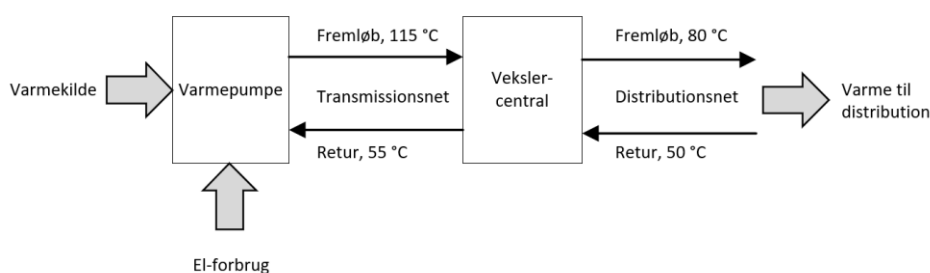 Fremløb, 115 °C
Fremløb, 80 °C
Varmekilde
Varmepumpe
Transmissionsnet
Veksler-
central
Distributionsnet
Varme til
distribution
Retur, 55 °C
Retur, 50 °C
El-forbrug